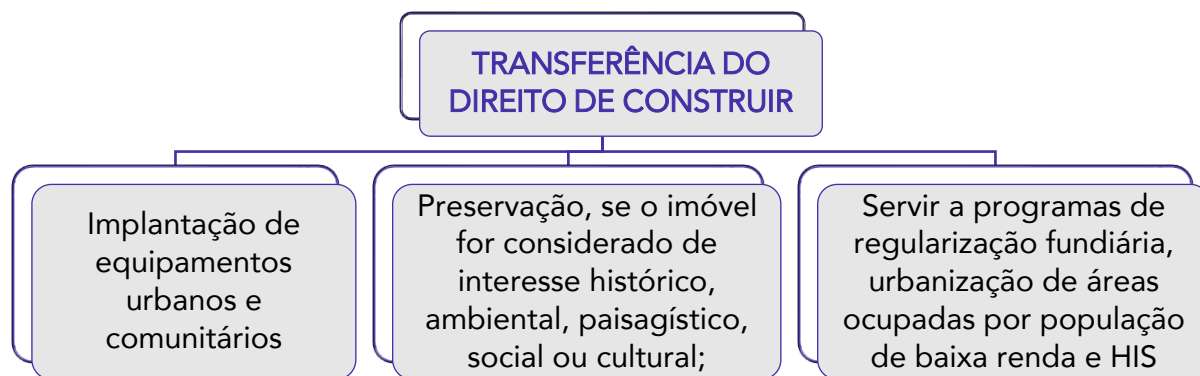 TRANSFERÊNCIA DO
DIREITO DE CONSTRUIR
Implantação de
equipamentos
urbanos e
comunitários
Preservação, se o imóvel
for considerado de
interesse histórico,
ambiental, paisagístico,
social ou cultural;
Servir a programas de
regularização fundiária,
urbanização de áreas
ocupadas por população
de baixa renda e HIS